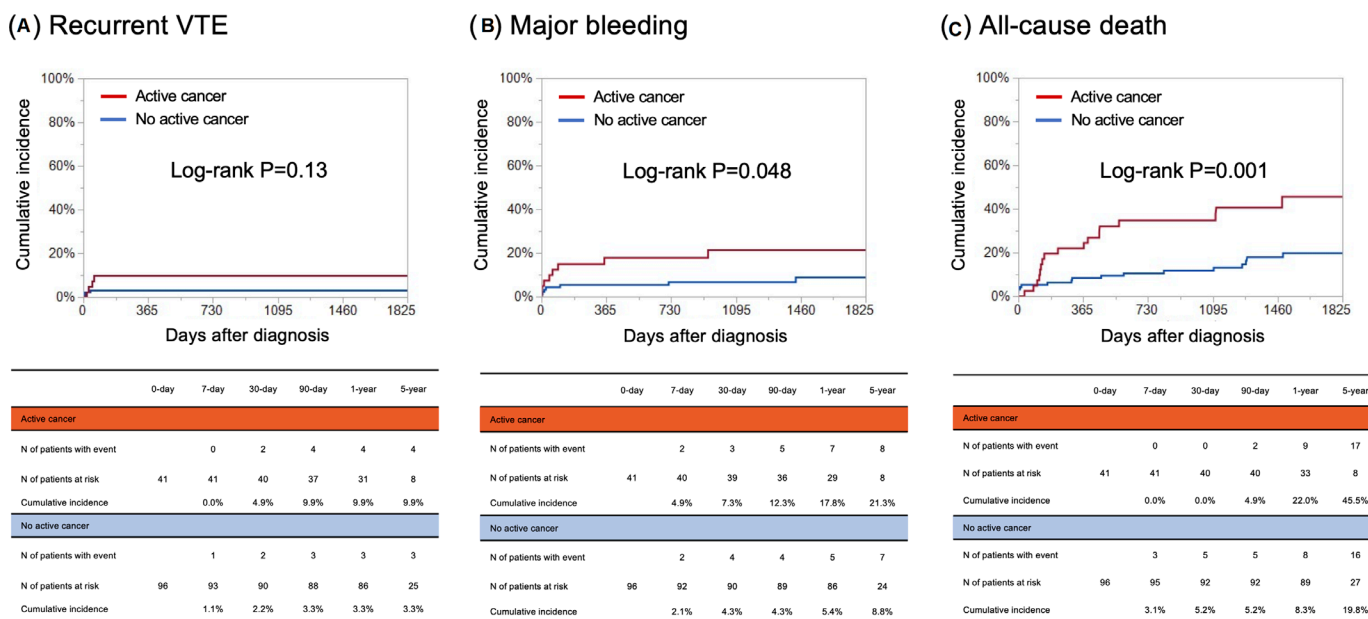 (A) Recurrent VTE
100%
80%
60%
40%
20%
0%
Cumulative incidence
Active cancer
No active cancer
Log-rank P=0.13
0 365 730 1095 1460 1825
Days after diagnosis
0-day 7-day 30-day 90-day 1-year 5-year
Active cancer
N of patients with event 0 2 4 4 4
N of patients at risk 41 41 40 37 31 8
Cumulative incidence 0.0% 4.9% 9.9% 9.9% 9.9%
No active cancer
N of patients with event 1 2 3 3 3
N of patients at risk 96 93 90 88 86 25
Cumulative incidence 1.1% 2.2% 3.3% 3.3% 3.3%
(B) Major bleeding
100%
80%
60%
40%
20%
0%
Cumulative incidence
Active cancer
No active cancer
Log-rank P=0.048
0 365 730 1095 1460 1825
Days after diagnosis
0-day 7-day 30-day 90-day 1-year 5-year
Active cancer
N of patients with event 2 3 5 7 8
N of patients at risk 41 40 39 36 29 8
Cumulative incidence 4.9% 7.3% 12.3% 17.8% 21.3%
No active cancer
N of patients with event 2 4 4 5 7
N of patients at risk 96 92 90 89 86 24
Cumulative incidence 2.1% 4.3% 4.3% 5.4% 8.8%
(C) All-cause death
100%
80%
60%
40%
20%
0%
Cumulative incidence
Active cancer
No active cancer
Log-rank P=0.001
0 365 730 1095 1460 1825
Days after diagnosis
0-day 7-day 30-day 90-day 1-year 5-year
Active cancer
N of patients with event 0 0 2 9 17
N of patients at risk 41 41 40 40 33 8
Cumulative incidence 0.0% 0.0% 4.9% 22.0% 45.5%
No active cancer
N of patients with event 3 5 5 8 16
N of patients at risk 96 95 92 92 89 27
Cumulative incidence 3.1% 5.2% 5.2% 8.3% 19.8%